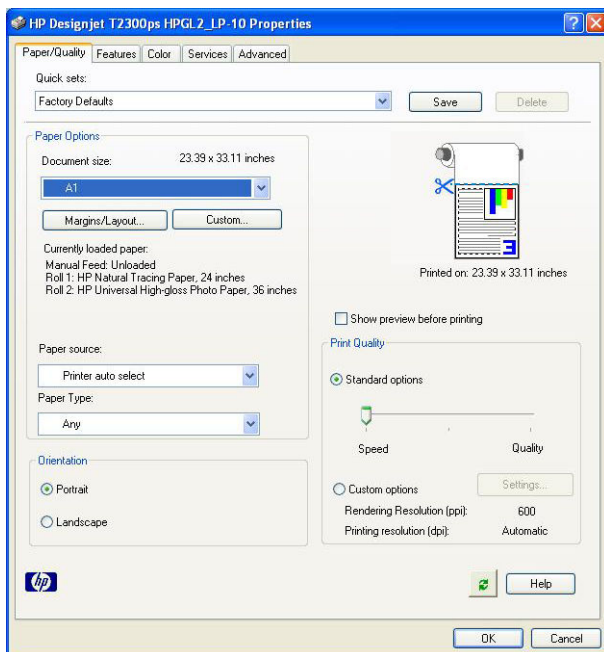 HP Designjet T2300ps HPGL2_LP-10 Properties
Paper/Quality Features Color Services Advanced
Quick sets:
Factory Defaults
Save
Delete
Paper Options
Document size: 23.39 x 33.11 inches
A1
Margins/Layout...
Custom...
Currently loaded paper:
Manual Feed: Unloaded
Roll 1: HP Natural Tracing Paper, 24 inches
Roll 2: HP Universal High-gloss Photo Paper, 36 inches
Paper source:
Printer auto select
Paper Type:
Any
Orientation
Portrait
Landscape
3
Printed on: 23.39 x 33.11 inches
Show preview before printing
Print Quality
Standard options
Speed Quality
Custom options
Settings...
Rendering Resolution (ppi): 600
Printing resolution (dpi): Automatic
hp
Help
OK
Cancel